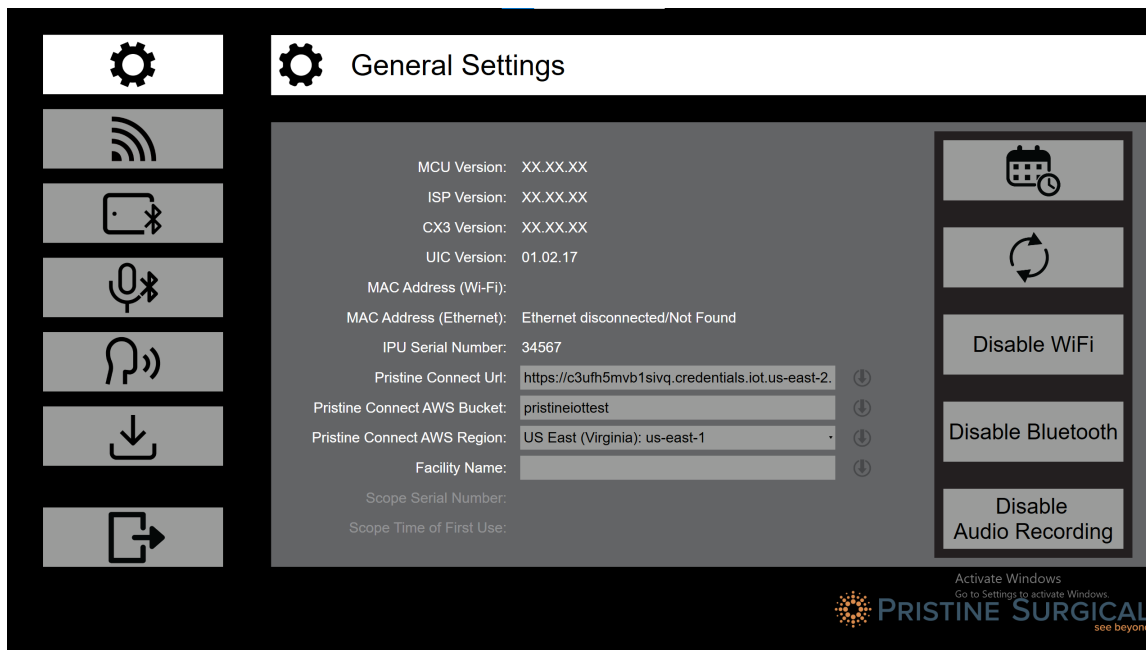 General Settings
MCU Version: XX.XX.XX
ISP Version: XX.XX.XX
CX3 Version: XX.XX.XX
UIC Version: 01.02.17
MAC Address (Wi-Fi):
MAC Address (Ethernet): Ethernet disconnected/Not Found
IPU Serial Number: 34567
Pristine Connect Url: https://c3ufh5mvb1sivq.credentials.iot.us-east-2.
Pristine Connect AWS Bucket: pristineiottest
Pristine Connect AWS Region: US East (Virginia): us-east-1
Facility Name:
Scope Serial Number:
Scope Time of First Use:
Disable WiFi
Disable Bluetooth
Disable
Audio Recording
Activate Windows
Go to Settings to activate Windows.
PRISTINE SURGICAL
see beyond